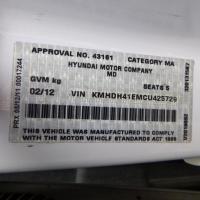 APPROVAL No. 43161 CATEGORY MA
HYUNDAI MOTOR COMPANY
MD
GVM kg SEATS 5
02/12 VIN KMHDH41EMCU425729
THIS VEHICLE WAS MANUFACTURED TO COMPLY
WITH THE MOTOR VEHICLE STANDARDS ACT 1989